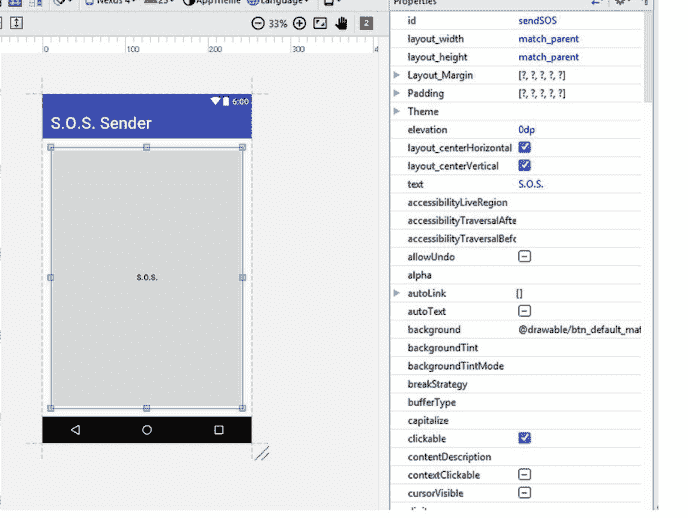 Nexus 4
AppTheme
Language
Properties
33%
2
0
100
200
300
6:00
S.O.S. Sender
S.O.S.
id sendSOS
layout_width match_parent
layout_height match_parent
Layout_Margin [?, ?, ?, ?, ?]
Padding [?, ?, ?, ?, ?]
Theme
elevation 0dp
layout_centerHorizontal
layout_centerVertical
text S.O.S.
accessibilityLiveRegion
accessibilityTraversalAfte
accessibilityTraversalBefc
allowUndo
alpha
autoLink []
autoText
background @drawable/btn_default_mat
backgroundTint
backgroundTintMode
breakStrategy
bufferType
capitalize
clickable
contentDescription
contextClickable
cursorVisible